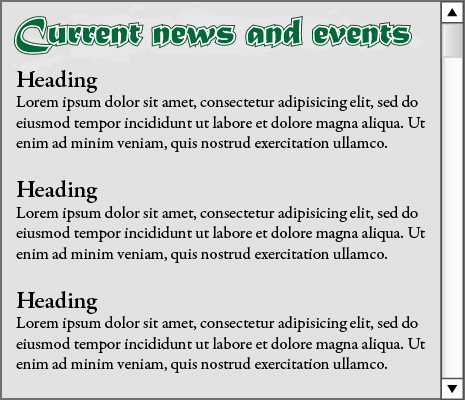 Current news and events
Heading
Lorem ipsum dolor sit amet, consectetur adipisicing elit, sed do
eiusmod tempor incididunt ut labore et dolore magna aliqua. Ut
enim ad minim veniam, quis nostrud exercitation ullamco.
Heading
Lorem ipsum dolor sit amet, consectetur adipisicing elit, sed do
eiusmod tempor incididunt ut labore et dolore magna aliqua. Ut
enim ad minim veniam, quis nostrud exercitation ullamco.
Heading
Lorem ipsum dolor sit amet, consectetur adipisicing elit, sed do
eiusmod tempor incididunt ut labore et dolore magna aliqua. Ut
enim ad minim veniam, quis nostrud exercitation ullamco.